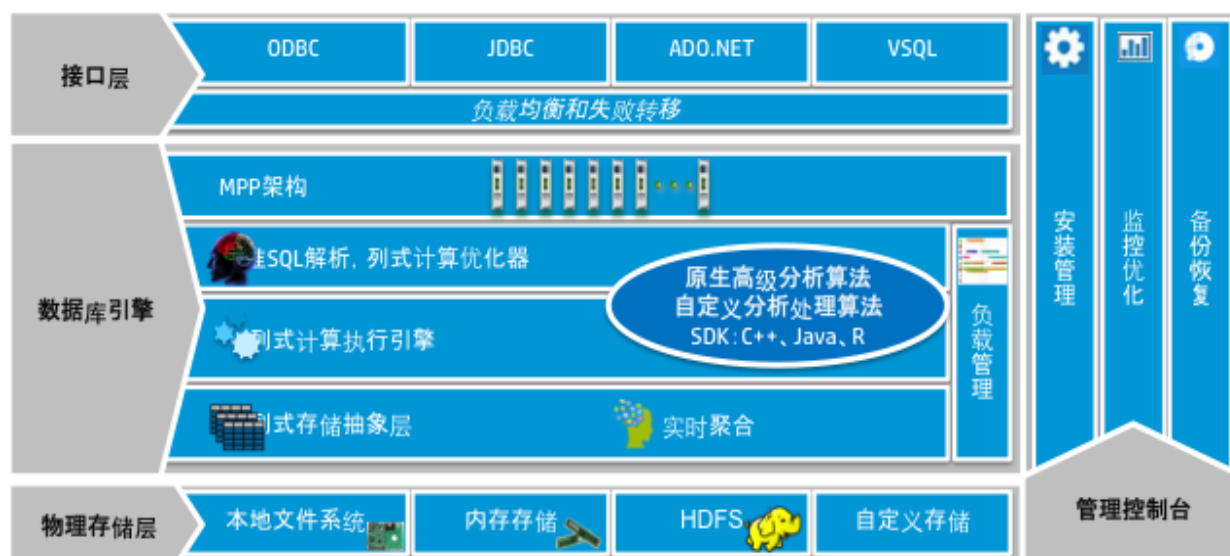 接口层
ODBC
JDBC
ADO.NET
VSQL
负载均衡和失败转移
数据库引擎
MPP架构
SQL解析, 列式计算优化器
原生高级分析算法
自定义分析处理算法
SDK:C++、Java、R
列式计算执行引擎
列式存储抽象层
实时聚合
负载管理
物理存储层
本地文件系统
内存存储
HDFS
自定义存储
安装管理
监控优化
备份恢复
管理控制台